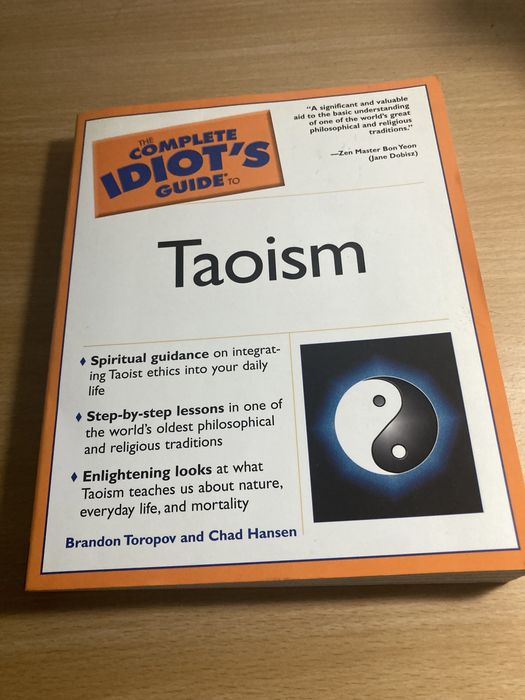 THE
COMPLETE
IDIOT'S
GUIDE® TO
"A significant and valuable
aid to the basic understanding
of one of the world's great
philosophical and religious
traditions."
—Zen Master Bon Yeon
(Jane Dobisz)
Taoism
♦ Spiritual guidance on integrat-
ing Taoist ethics into your daily
life
♦ Step-by-step lessons in one of
the world's oldest philosophical
and religious traditions
♦ Enlightening looks at what
Taoism teaches us about nature,
everyday life, and mortality
Brandon Toropov and Chad Hansen